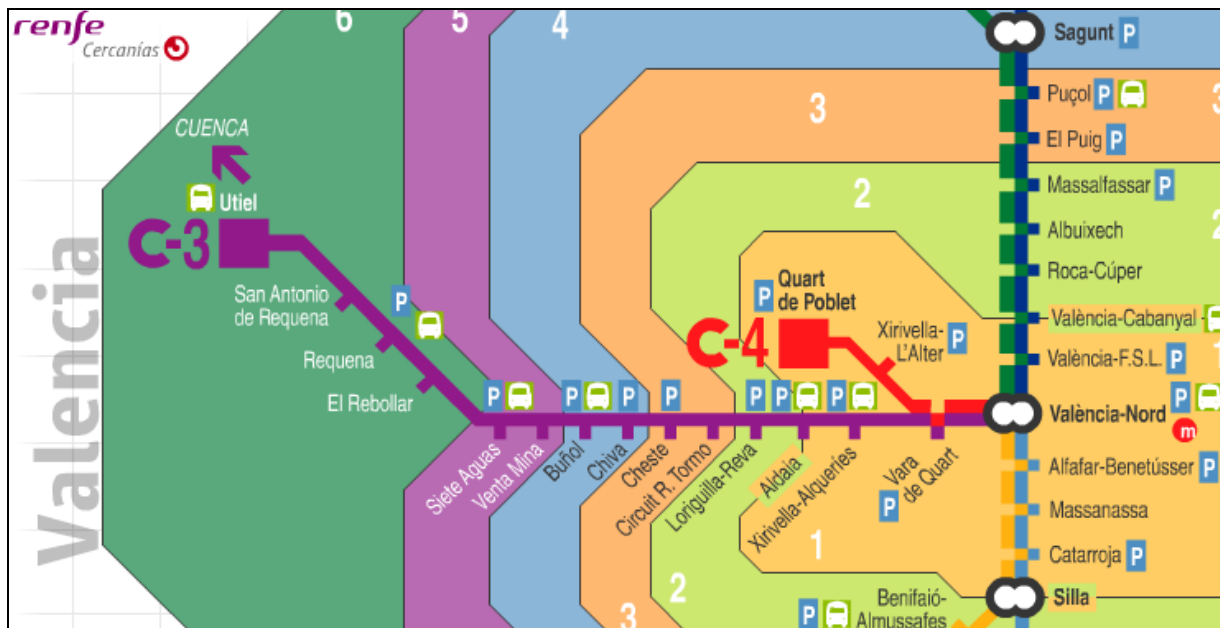 renfe
Cercanías
6
5
4
3
3
2
2
1
1
2
3
Valencia
CUENCA
Utiel
C-3
San Antonio
de Requena
Requena
El Rebollar
P
P
P
P
P
P
P
P
Siete Aguas
Venta Mina
Buñol
Chiva
Cheste
Circuit R. Tormo
Loriguilla-Reva
Aldaia
Xirivella-Alqueries
Vara
de Quart
P
P
Quart
de Poblet
C-4
Xirivella-
L'Alter P
Sagunt P
Puçol P
El Puig P
Massalfassar P
Albuixech
Roca-Cúper
València-Cabanyal
València-F.S.L. P
València-Nord P
m
Alfafar-Benetússer P
Massanassa
Catarroja P
Silla
P Benifaió-
Almussafes